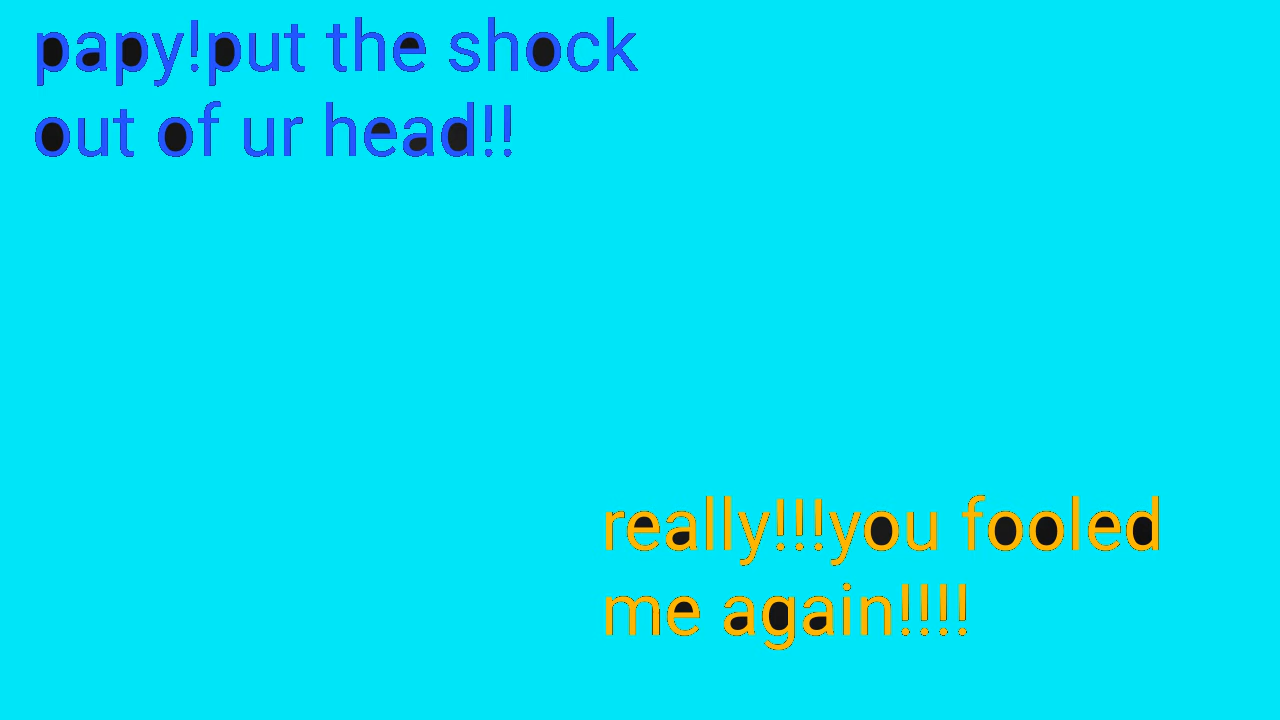 papy!put the shock
out of ur head!!
really!!!you fooled
me again!!!!